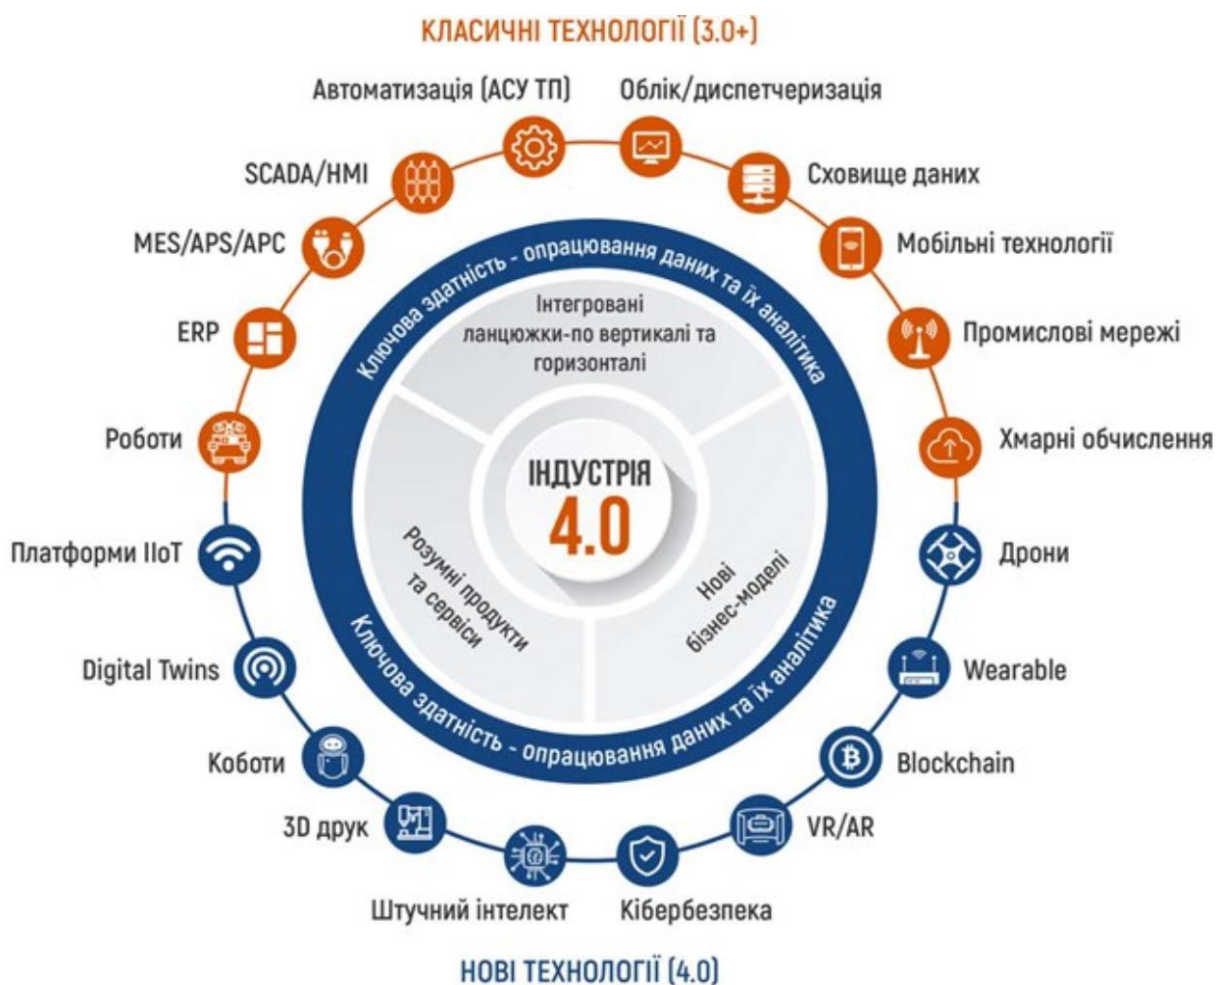 КЛАСИЧНІ ТЕХНОЛОГІЇ (3.0+)
Автоматизація (АСУ ТП)
Облік/диспетчеризація
SCADA/HMI
Сховище даних
MES/APS/APC
Мобільні технології
ERP
Промислові мережі
Роботи
Хмарні обчислення
Ключова здатність - опрацювання даних та їх аналітика
Інтегровані
ланцюжки-по вертикалі та
горизонталі
ІНДУСТРІЯ
4.0
Розумні продукти
та сервіси
Нові
бізнес-моделі
Ключова здатність - опрацювання даних та їх аналітика
Платформи IIoT
Дрони
Digital Twins
Wearable
Коботи
Blockchain
3D друк
VR/AR
Штучний інтелект
Кібербезпека
НОВІ ТЕХНОЛОГІЇ (4.0)